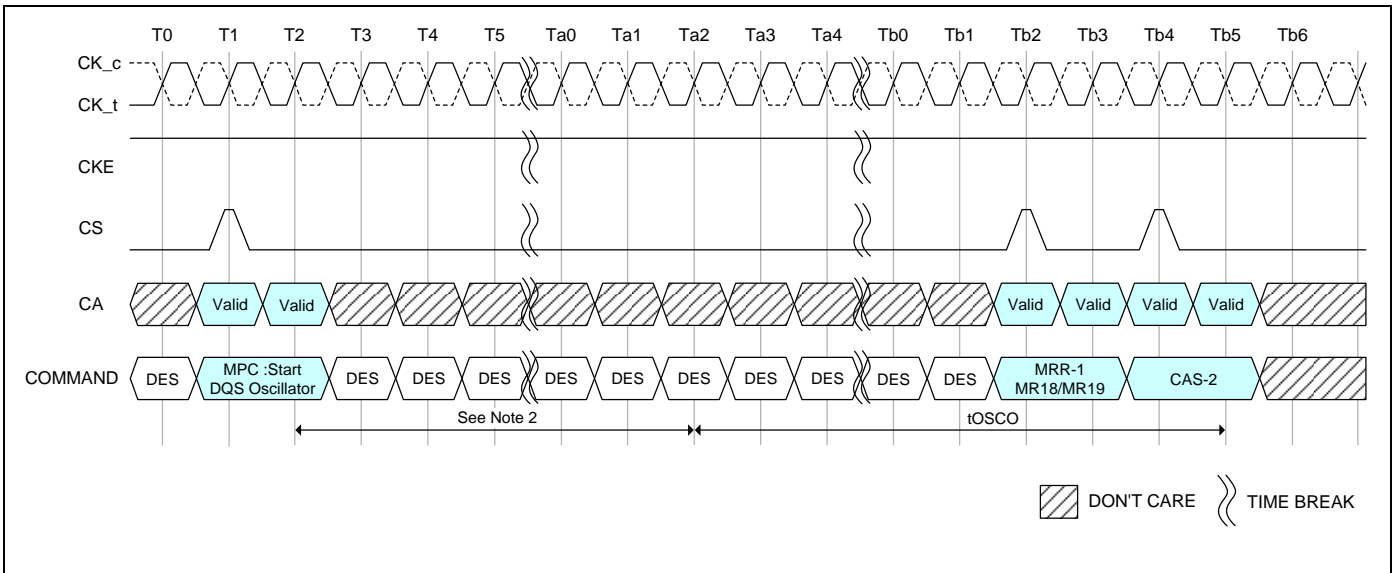 T0 T1 T2 T3 T4 T5 Ta0 Ta1 Ta2 Ta3 Ta4 Tb0 Tb1 Tb2 Tb3 Tb4 Tb5 Tb6
CK_c
CK_t
CKE
CS
CA Valid Valid Valid Valid Valid Valid
COMMAND DES MPC :Start DES DES DES DES DES DES DES DES DES DES MRR-1 CAS-2
DQS Oscillator MR18/MR19
See Note 2 tOSCO
DON'T CARE TIME BREAK